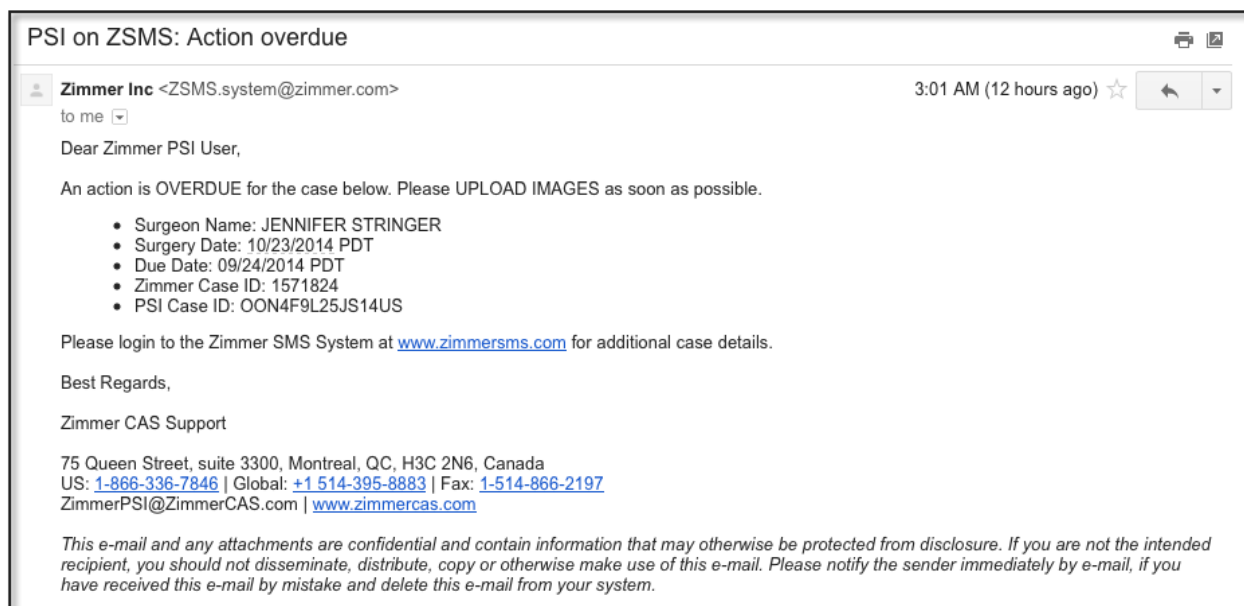 PSI on ZSMS: Action overdue
Zimmer Inc <ZSMS.system@zimmer.com>
3:01 AM (12 hours ago)
to me
Dear Zimmer PSI User,
An action is OVERDUE for the case below. Please UPLOAD IMAGES as soon as possible.
• Surgeon Name: JENNIFER STRINGER
• Surgery Date: 10/23/2014 PDT
• Due Date: 09/24/2014 PDT
• Zimmer Case ID: 1571824
• PSI Case ID: OON4F9L25JS14US
Please login to the Zimmer SMS System at www.zimmersms.com for additional case details.
Best Regards,
Zimmer CAS Support
75 Queen Street, suite 3300, Montreal, QC, H3C 2N6, Canada
US: 1-866-336-7846 | Global: +1 514-395-8883 | Fax: 1-514-866-2197
ZimmerPSI@ZimmerCAS.com | www.zimmercas.com
This e-mail and any attachments are confidential and contain information that may otherwise be protected from disclosure. If you are not the intended
recipient, you should not disseminate, distribute, copy or otherwise make use of this e-mail. Please notify the sender immediately by e-mail, if you
have received this e-mail by mistake and delete this e-mail from your system.